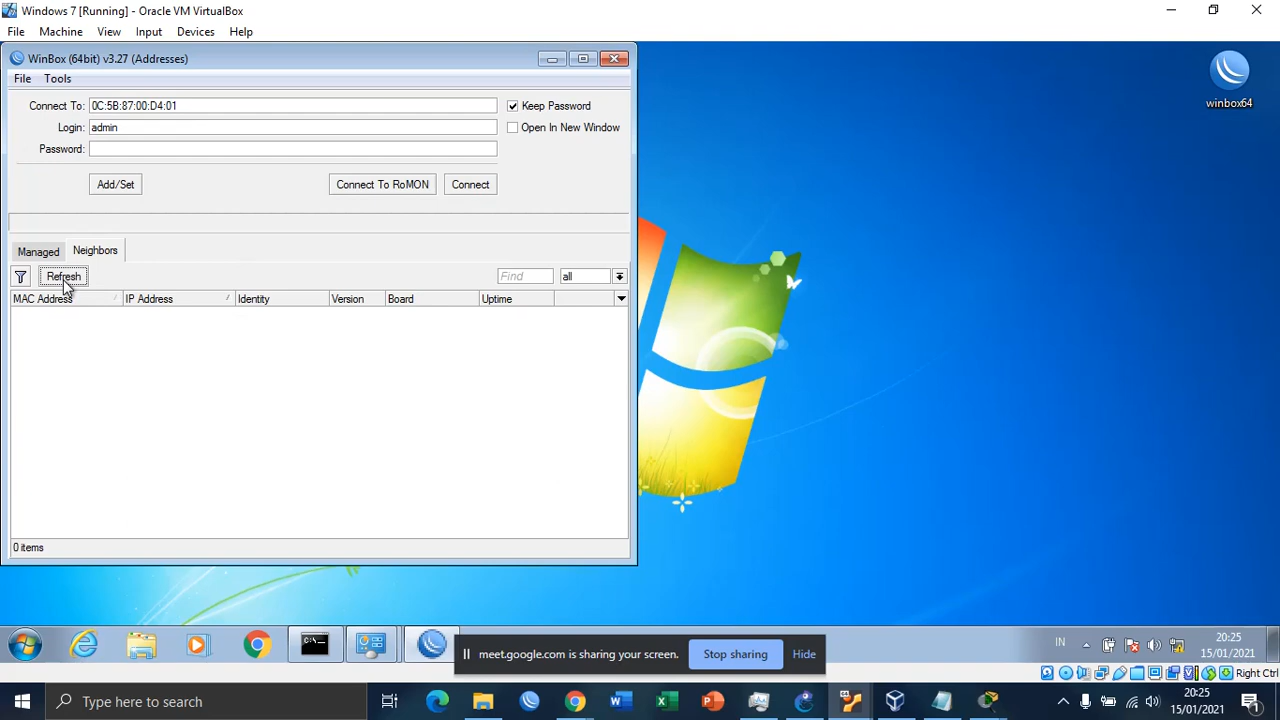 Windows 7 [Running] - Oracle VM VirtualBox
File Machine View Input Devices Help
WinBox (64bit) v3.27 (Addresses)
File Tools
Connect To: 0C:5B:87:00:D4:01 Keep Password
Login: admin Open In New Window
Password:
Add/Set Connect To RoMON Connect
Managed Neighbors
Refresh Find all
MAC Address IP Address Identity Version Board Uptime
0 items
winbox64
meet.google.com is sharing your screen. Stop sharing Hide
IN 20:25
15/01/2021
Right Ctrl
Type here to search
20:25
15/01/2021
1